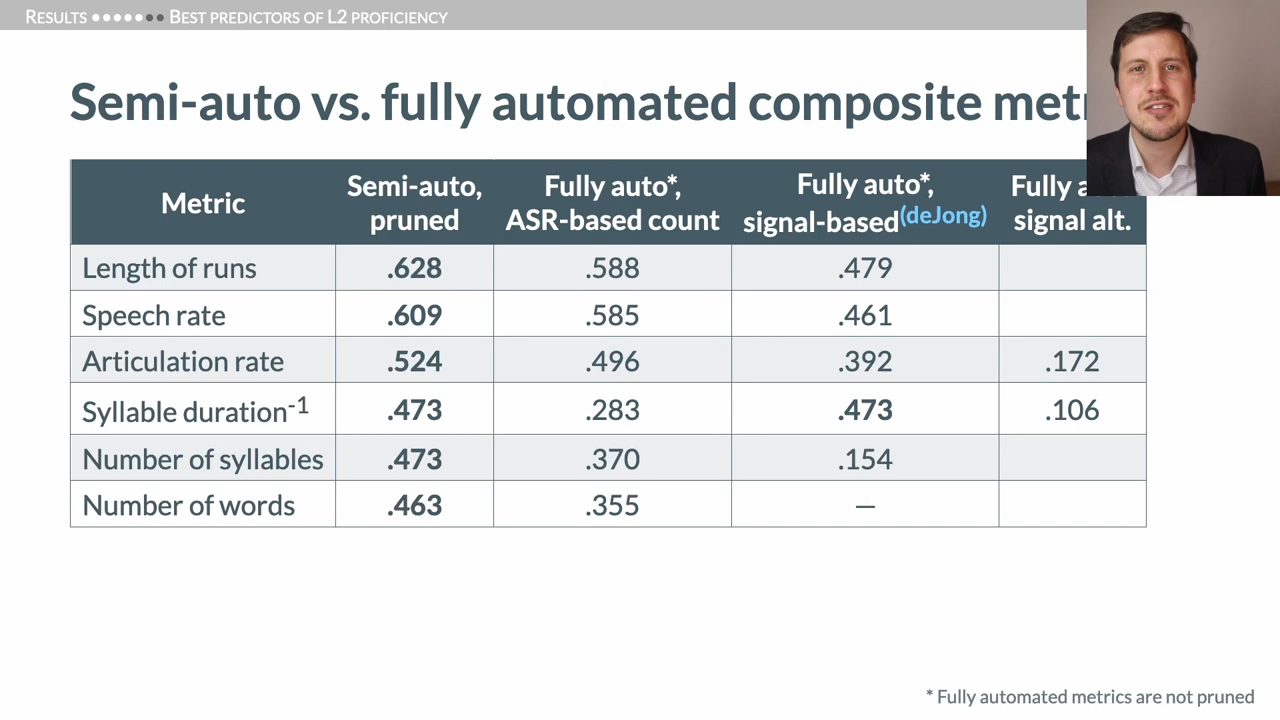 RESULTS ●●●●●●● BEST PREDICTORS OF L2 PROFICIENCY
Semi-auto vs. fully automated composite
Metric
Semi-auto, pruned
Fully auto*, ASR-based count
Fully auto*, signal-based(deJong)
Fully signal alt.
Length of runs .628 .588 .479
Speech rate .609 .585 .461
Articulation rate .524 .496 .392 .172
Syllable duration-1 .473 .283 .473 .106
Number of syllables .473 .370 .154
Number of words .463 .355 —
* Fully automated metrics are not pruned